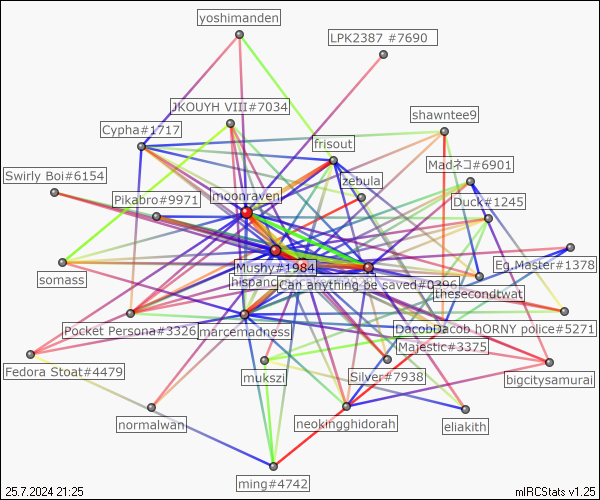 yoshimanden
LPK2387 #7690
JKOUYH VIII#7034
shawntee9
Cypha#1717
frisout
Madネコ#6901
Swirly Boi#6154
zebula
Pikabro#9971
moonraven
Duck#1245
Mushy#1984
Eg.Master#1378
somass
Can anything be saved#0396
thesecondtwat
Pocket Persona#3326
marcemadness
DacobDacob hORNY police#5271
Majestic#3375
Fedora Stoat#4479
mukszi
Silver#7938
bigcitysamurai
normalwan
neokingghidorah
eliakith
ming#4742
25.7.2024 21:25
mIRCStats v1.25